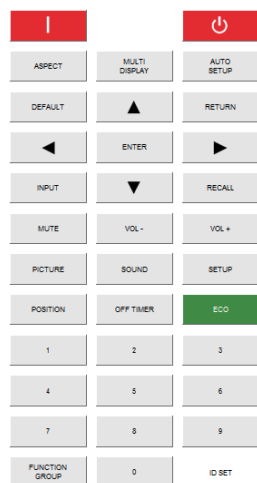 ASPECT
MULTI
DISPLAY
AUTO
SETUP
DEFAULT
RETURN
ENTER
INPUT
RECALL
MUTE
VOL -
VOL +
PICTURE
SOUND
SETUP
POSITION
OFF TIMER
ECO
1
2
3
4
5
6
7
8
9
FUNCTION
GROUP
0
ID SET